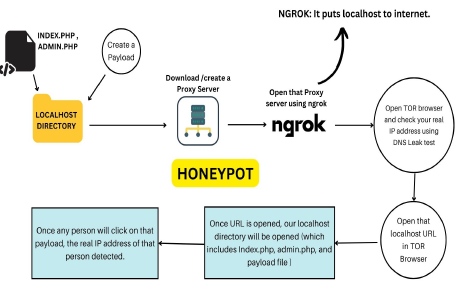 NGROK: It puts localhost to internet.
INDEX.PHP ,
ADMIN.PHP
Create a
Payload
Download /create a
Proxy Server
Open that Proxy
server using ngrok
LOCALHOST
DIRECTORY
ngrok
Open TOR browser
and check your real
IP address using
DNS Leak test
HONEYPOT
Once any person will click on that
payload, the real IP address of that
person detected.
Once URL is opened, our localhost
directory will be opened (which
includes Index.php, admin.php, and
payload file |
Open that
localhost URL
in TOR
Browser